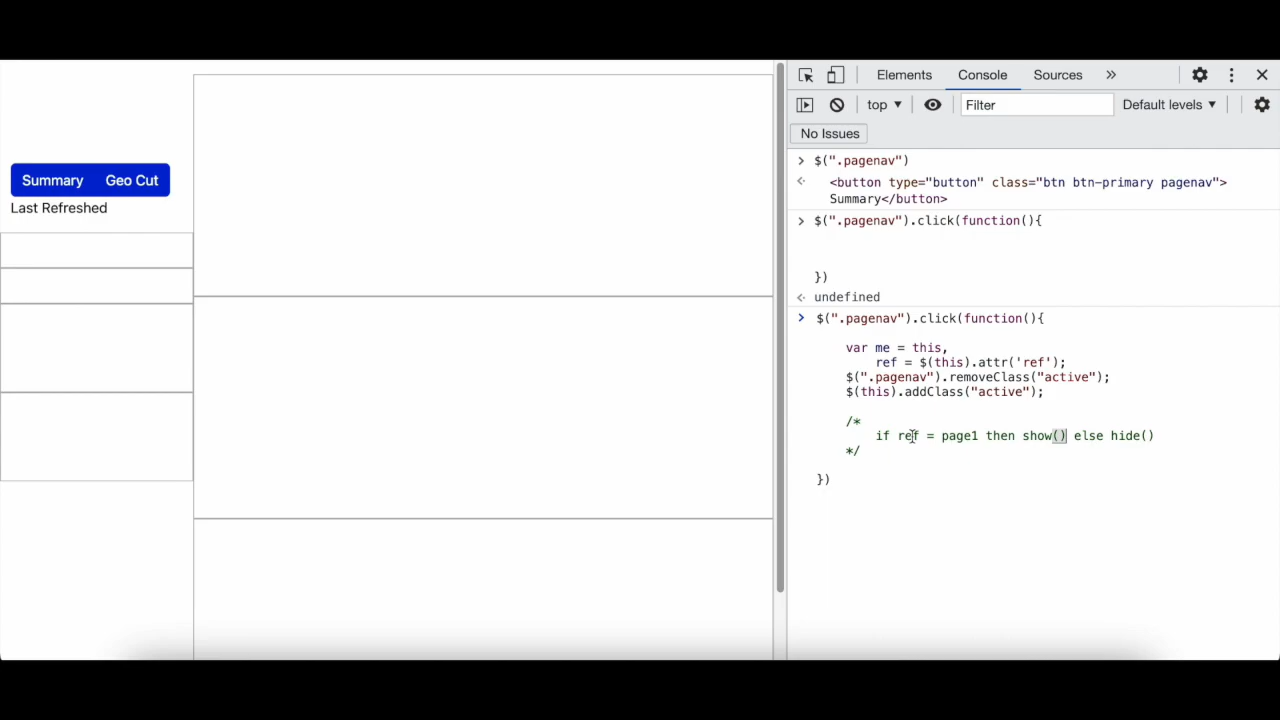 Summary Geo Cut
Last Refreshed
Elements Console Sources
top Filter Default levels
No Issues
$(".pagenav")
<button type="button" class="btn btn-primary pagenav">
Summary</button>
$(".pagenav").click(function(){
})
undefined
$(".pagenav").click(function(){
var me = this,
ref = $(this).attr('ref');
$(".pagenav").removeClass("active");
$(this).addClass("active");
/*
if ref = page1 then show() else hide()
*/
})